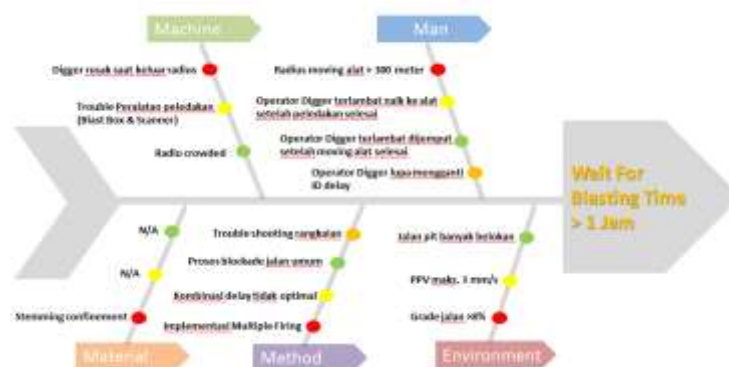 Machine
Man
Digger rusak saat keluar radius
Trouble Peralatan peledakan
(Blast Box & Scanner)
Radio crowded
Radius moving alat > 300 meter
Operator Digger terlambat naik ke alat
setelah peledakan selesai
Operator Digger terlambat dijemput
setelah moving alat selesai
Operator Digger lupa mengganti
ID delay
Wait For
Blasting Time
> 1 Jam
N/A
N/A
Stemming confinement
Trouble shooting rangkaian
Proses blockade jalan umum
Kombinasi delay tidak optimal
Implementasi Multiple Firing
Jalan pit banyak belokan
PPV maks. 3 mm/s
Grade jalan >8%
Material
Method
Environment